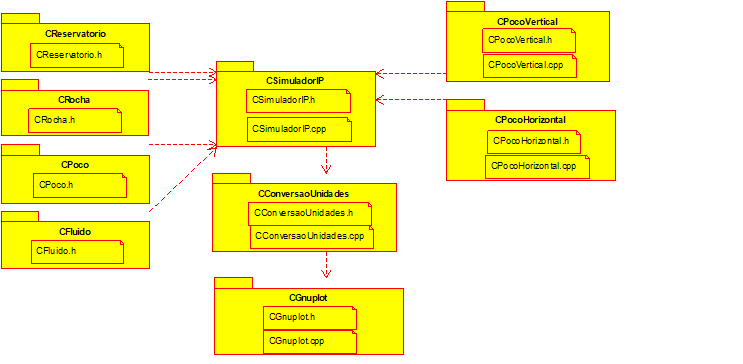 CReservatorio
CReservatorio.h
CRocha
CRocha.h
CPoco
CPoco.h
CFluido
CFluido.h
CSimuladorIP
CSimuladorIP.h
CSimuladorIP.cpp
CConversaoUnidades
CConversaoUnidades.h
CConversaoUnidades.cpp
CGnuplot
CGnuplot.h
CGnuplot.cpp
CPocoVertical
CPocoVertical.h
CPocoVertical.cpp
CPocoHorizontal
CPocoHorizontal.h
CPocoHorizontal.cpp